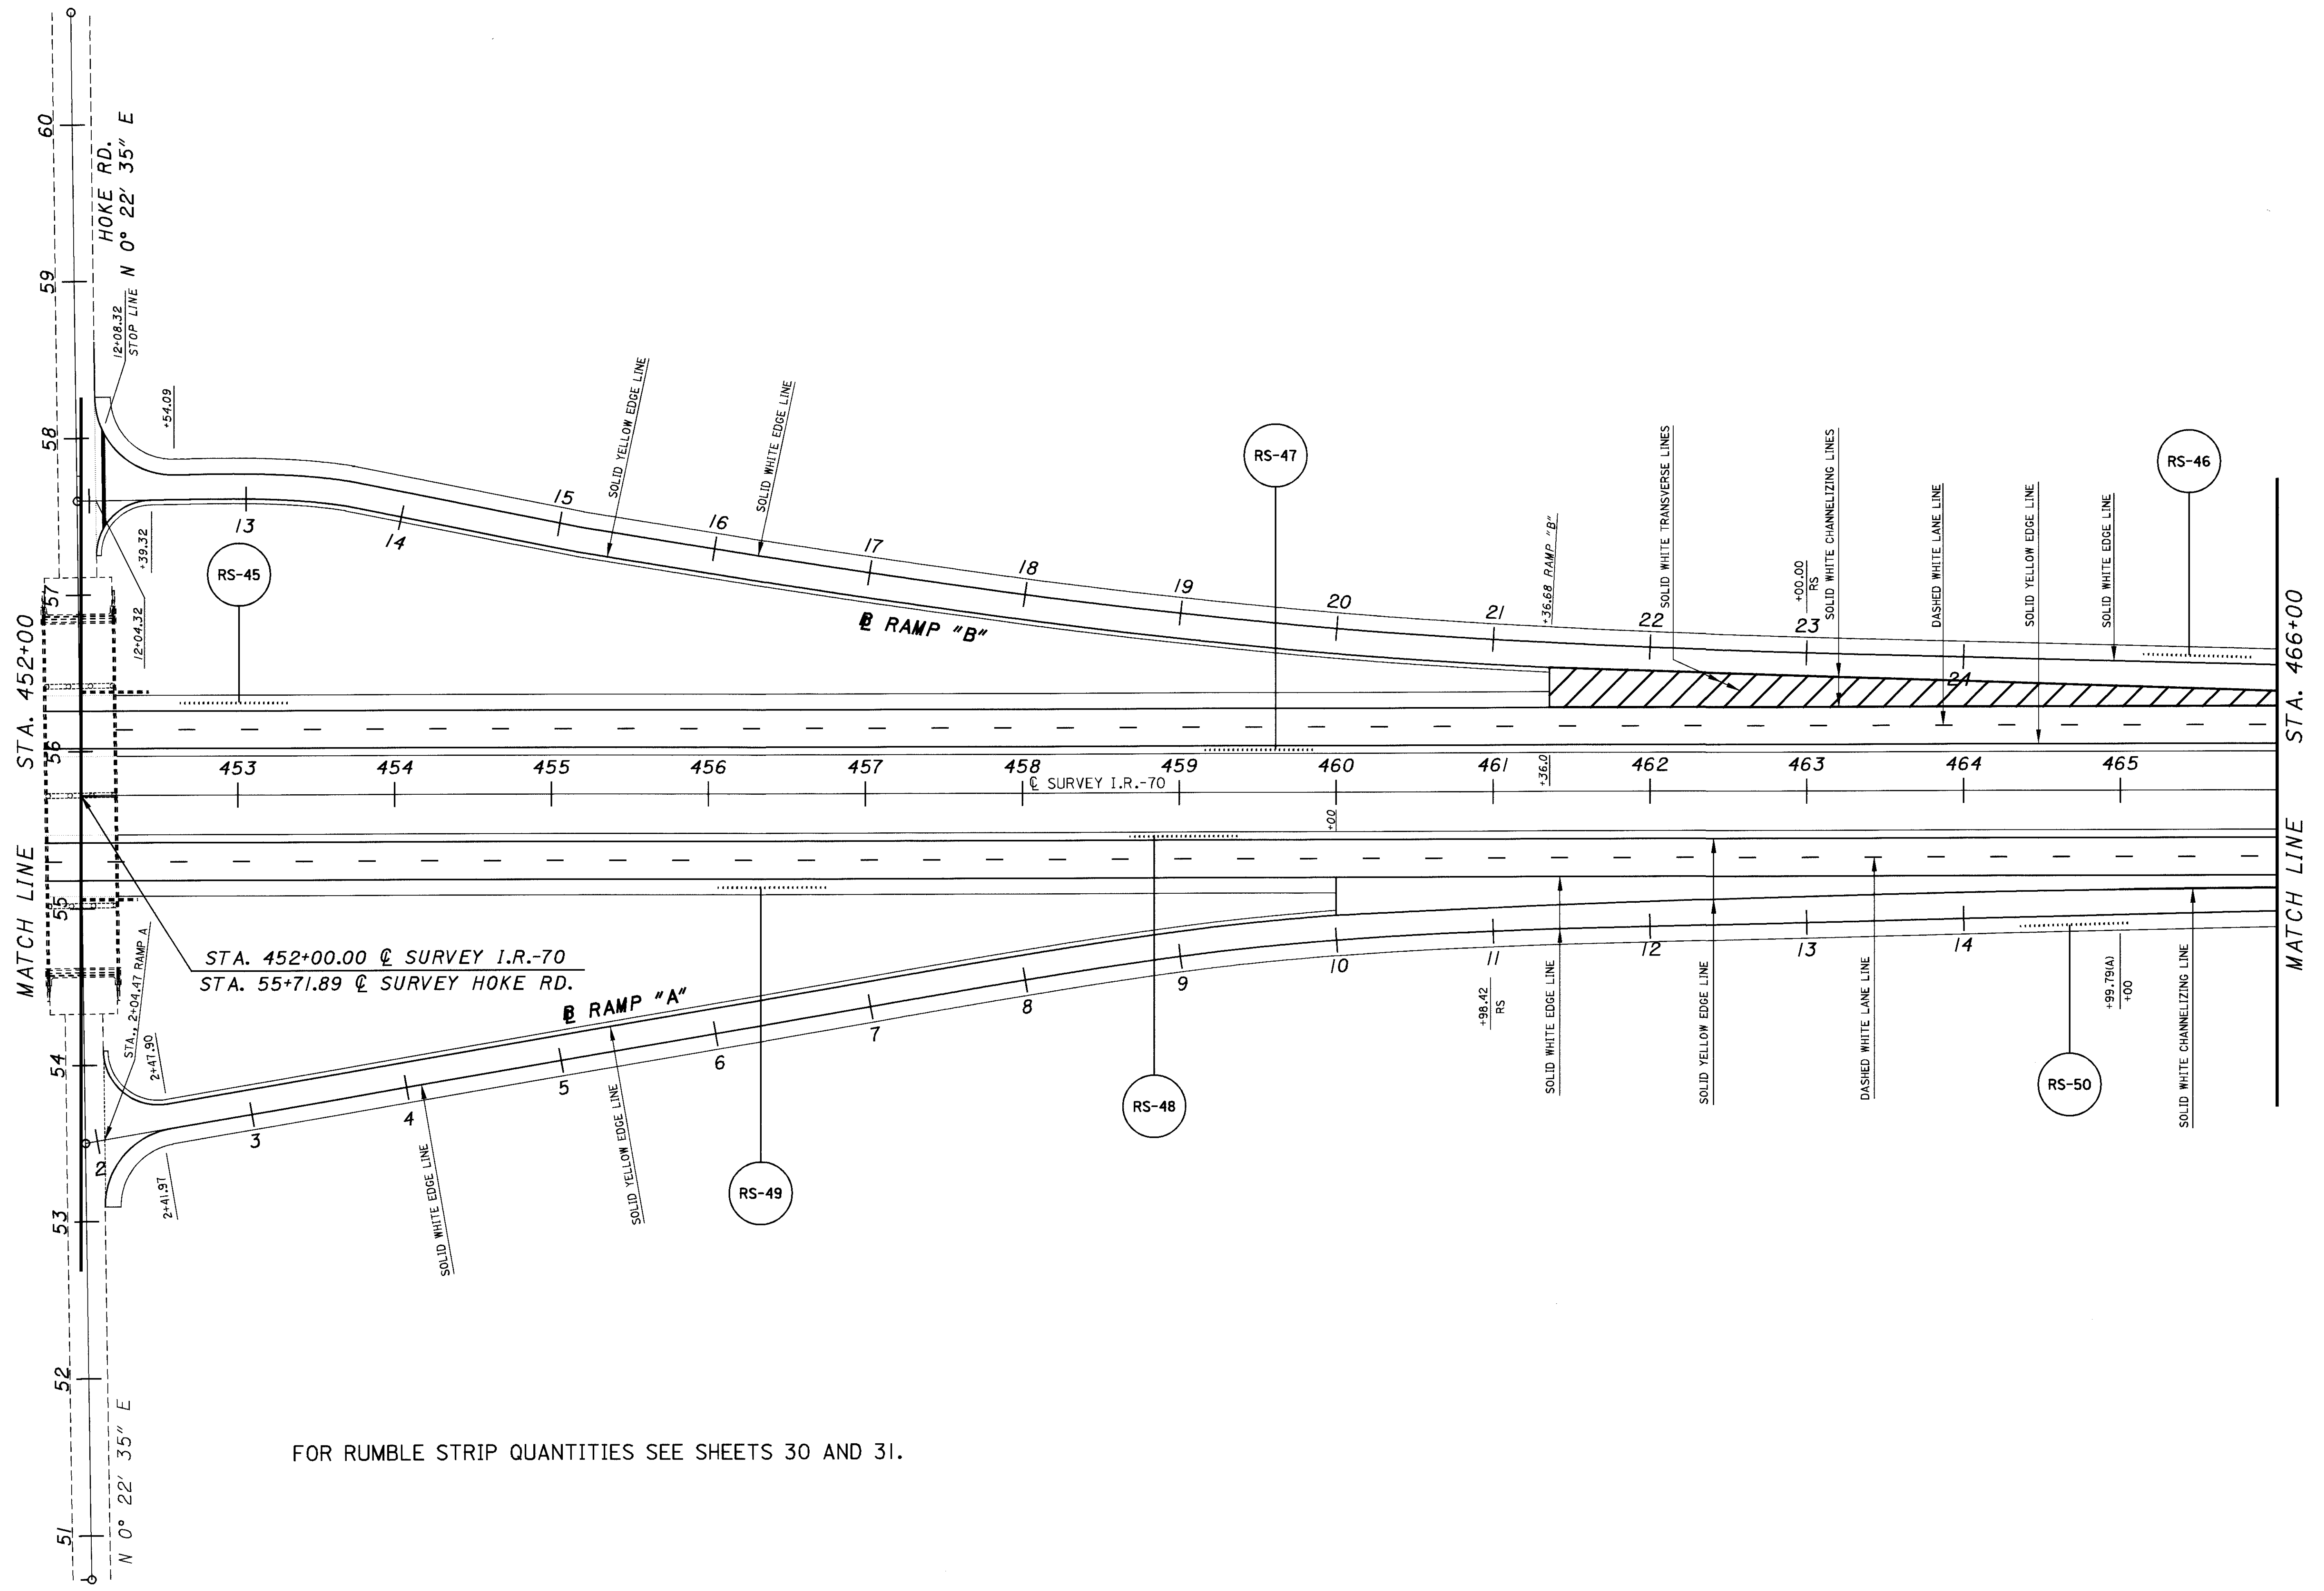 60
59
58
57
56
55
54
53
52
51
HOKE RD.
N 0° 22' 35" E
12+08.32
STOP LINE
+54.09
+39.32
12+04.32
13
14
15
16
17
18
19
20
21
22
23
24
SOLID YELLOW EDGE LINE
SOLID WHITE EDGE LINE
RS-45
RS-47
RS-46
℄ RAMP "B"
+36.68 RAMP "B"
SOLID WHITE TRANSVERSE LINES
+00.00
RS
SOLID WHITE CHANNELIZING LINES
DASHED WHITE LANE LINE
SOLID YELLOW EDGE LINE
SOLID WHITE EDGE LINE
MATCH LINE STA. 452+00
MATCH LINE STA. 466+00
453
454
455
456
457
458
459
460
461
462
463
464
465
℄ SURVEY I.R.-70
+36.0
+00
STA. 452+00.00 ℄ SURVEY I.R.-70
STA. 55+71.89 ℄ SURVEY HOKE RD.
STA., 2+04.47 RAMP A
2+47.90
2+41.97
℄ RAMP "A"
2
3
4
5
6
7
8
9
10
11
12
13
14
SOLID WHITE EDGE LINE
SOLID YELLOW EDGE LINE
RS-49
RS-48
RS-50
+98.42
RS
SOLID WHITE EDGE LINE
SOLID YELLOW EDGE LINE
DASHED WHITE LANE LINE
+99.79(A)
+00
SOLID WHITE CHANNELIZING LINE
N 0° 22' 35" E
FOR RUMBLE STRIP QUANTITIES SEE SHEETS 30 AND 31.